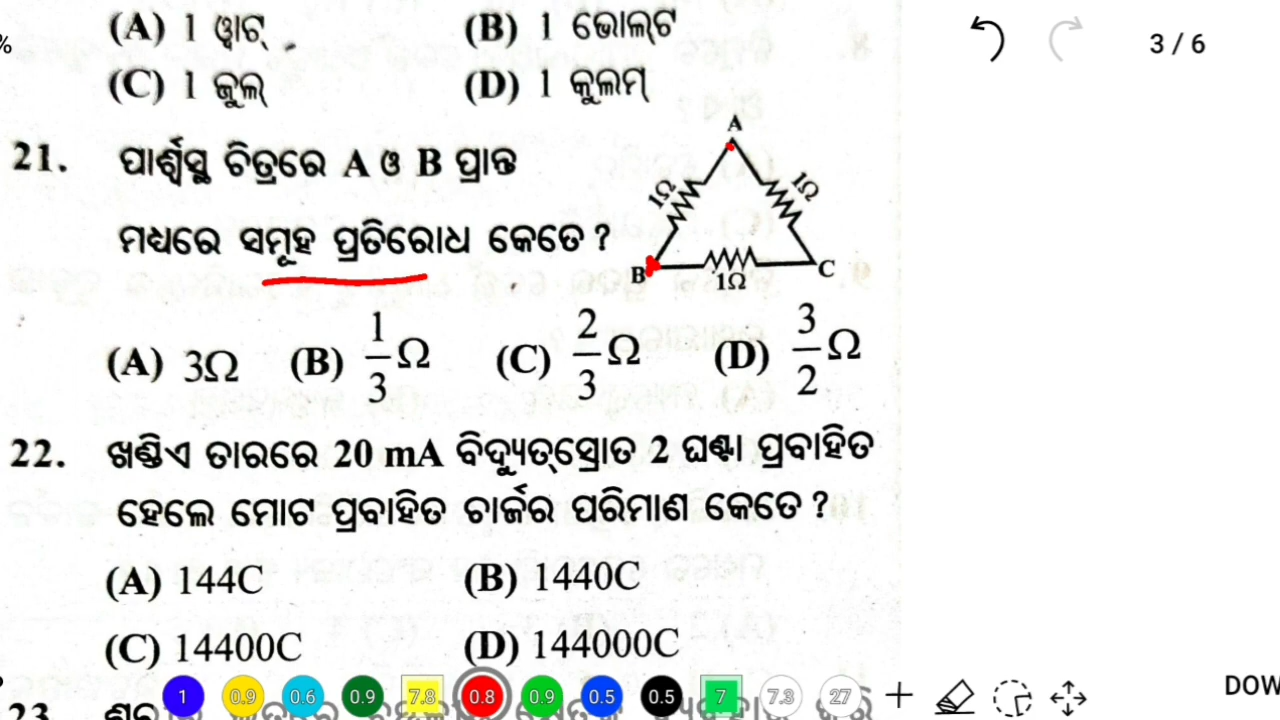 %
(A) 1 ୱାଟ୍
(B) 1 ଭୋଲ୍‌ଟ
3 / 6
(C) 1 ଜୁଲ୍
(D) 1 କୁଲମ୍
21. ପାର୍ଶ୍ୱସ୍ଥ ଚିତ୍ରରେ A ଓ B ପ୍ରାନ୍ତ
ମଧ୍ୟରେ ସମୂହ ପ୍ରତିରୋଧ କେତେ ?
A
1Ω
1Ω
B
C
1Ω
(A) 3Ω (B) 1/3 Ω (C) 2/3 Ω (D) 3/2 Ω
22. ଖଣ୍ଡିଏ ତାରରେ 20 mA ବିଦ୍ୟୁତ୍‌ସ୍ରୋତ 2 ଘଣ୍ଟା ପ୍ରବାହିତ
ହେଲେ ମୋଟ ପ୍ରବାହିତ ଚାର୍ଜର ପରିମାଣ କେତେ ?
(A) 144C
(B) 1440C
(C) 14400C
(D) 144000C
23
1 0.9 0.6 0.9 7.8 0.8 0.9 0.5 0.5 7 7.3 27
DOW